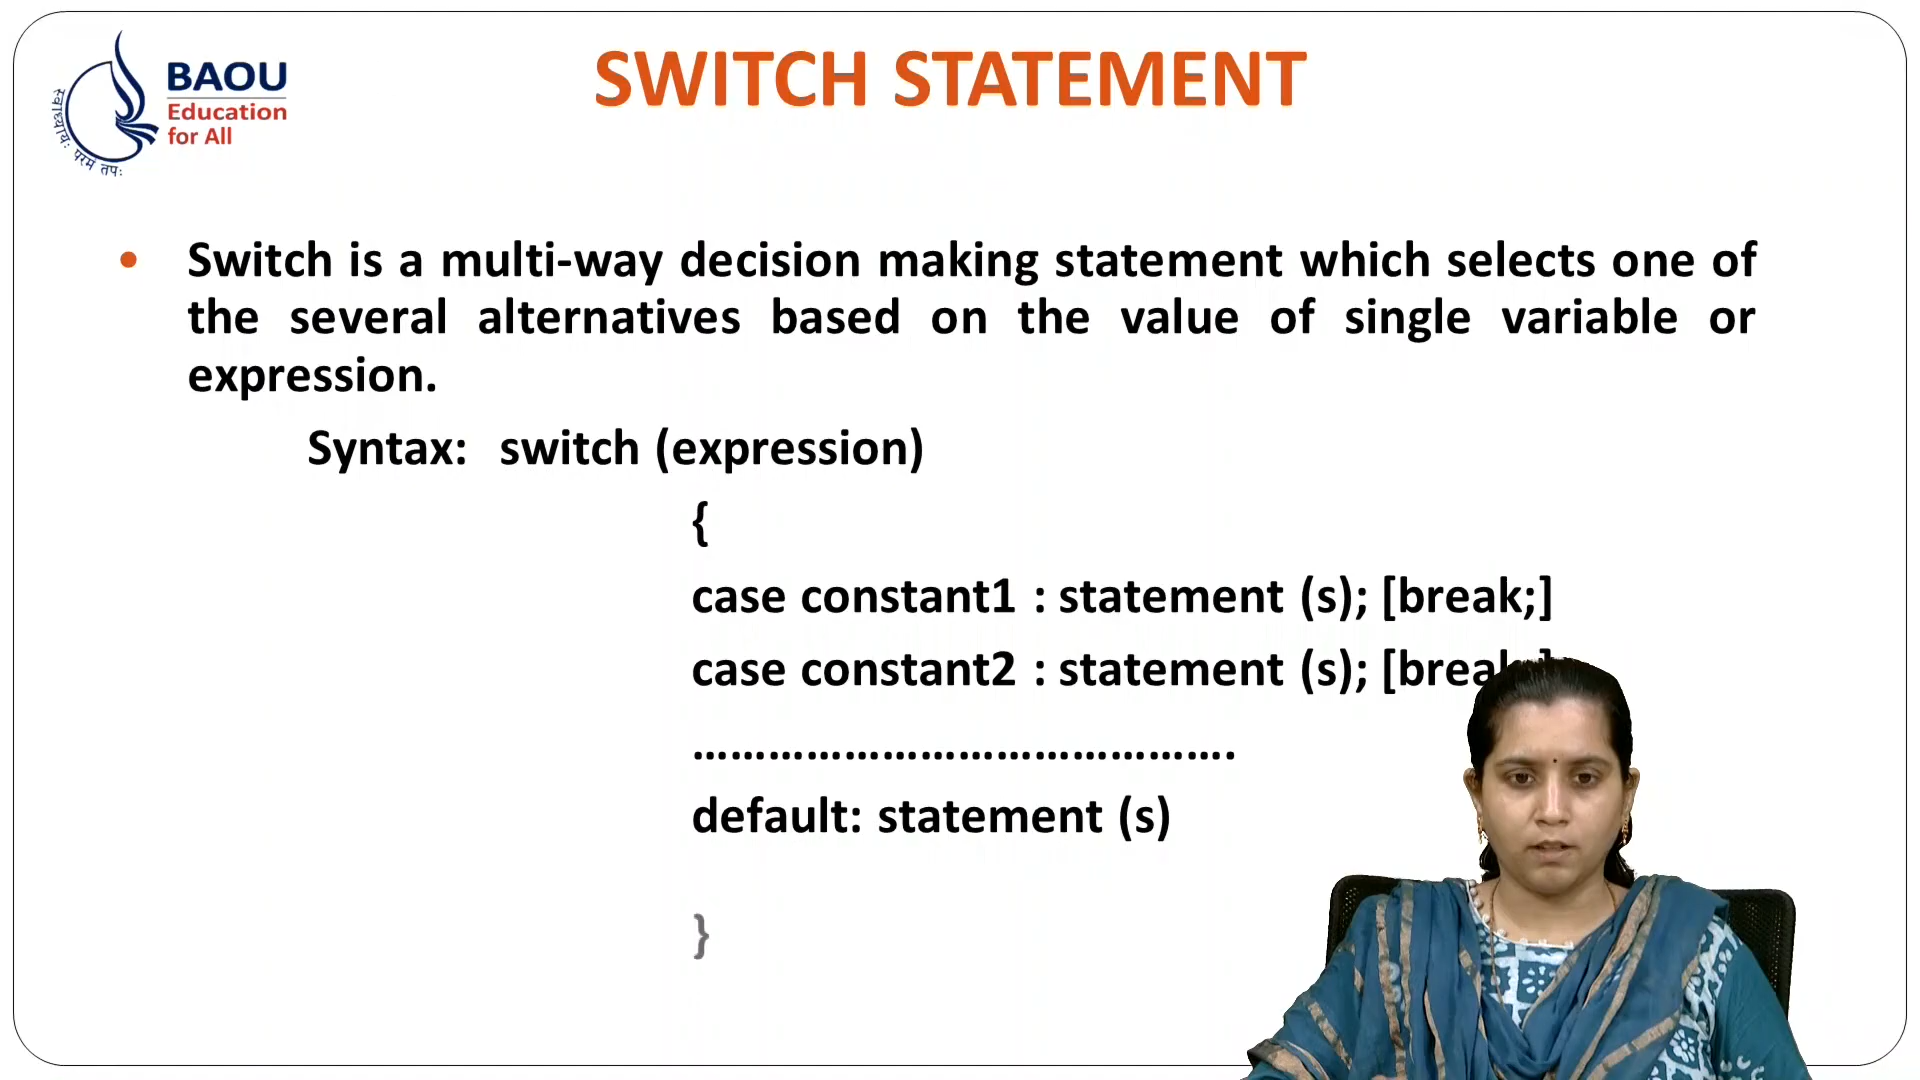 BAOU
Education
for All
स्वाध्यायः परमं तपः
SWITCH STATEMENT
• Switch is a multi-way decision making statement which selects one of
the several alternatives based on the value of single variable or
expression.
Syntax: switch (expression)
{
case constant1 : statement (s); [break;]
case constant2 : statement (s); [brea
…………………………………….
default: statement (s)
}